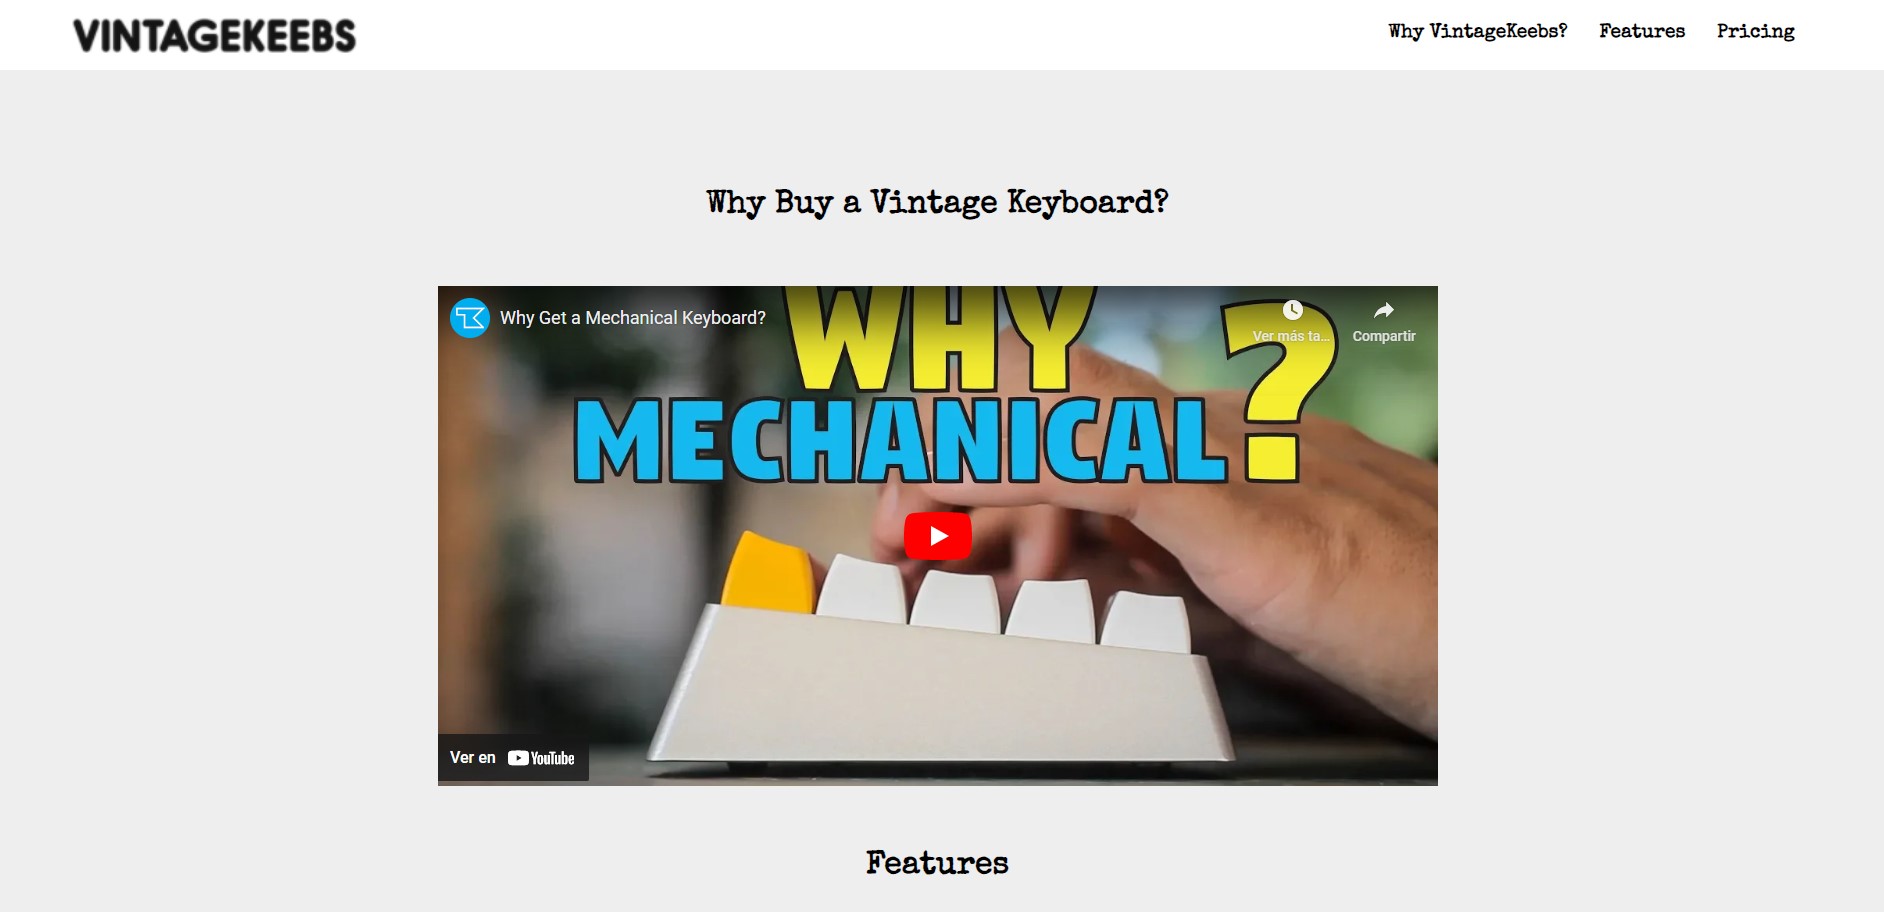 VINTAGEKEEBS
Why VintageKeebs? Features Pricing
Why Buy a Vintage Keyboard?
Why Get a Mechanical Keyboard?
Ver más ta... Compartir
WHY
MECHANICAL?
Ver en YouTube
Features